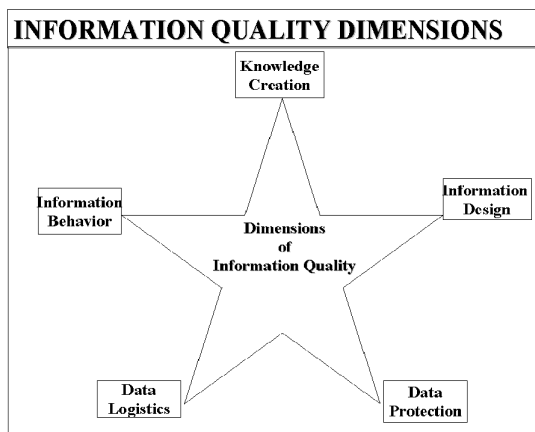 INFORMATION QUALITY DIMENSIONS
Knowledge
Creation
Information
Behavior
Information
Design
Dimensions
of
Information Quality
Data
Logistics
Data
Protection